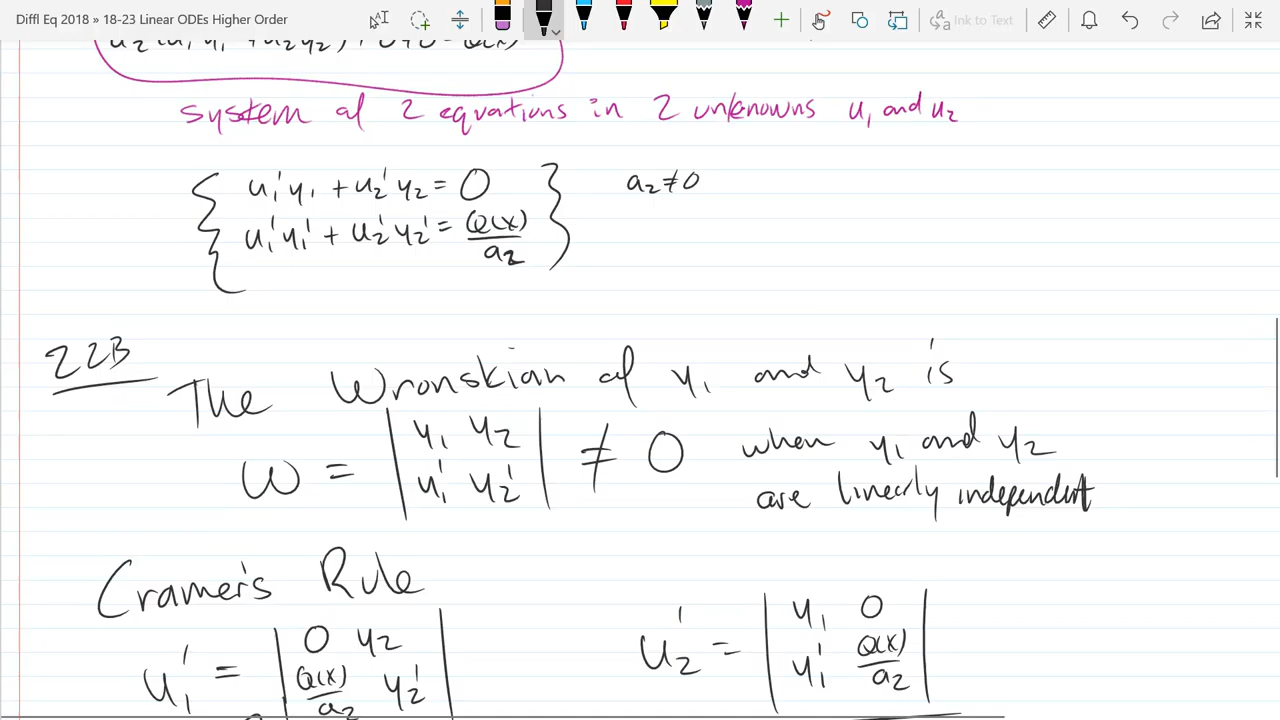 Diffl Eq 2018 » 18-23 Linear ODEs Higher Order
Ink to Text
system of 2 equations in 2 unknowns u₁ and u₂
u₁'y₁ + u₂'y₂ = 0 a₂ ≠ 0
u₁'y₁' + u₂'y₂' = Q(x)/a₂
22B
The Wronskian of y₁ and y₂ is
W = | y₁ y₂ | ≠ 0 when y₁ and y₂
| y₁' y₂' | are linearly independent
Cramer's Rule
u₁' = | 0 y₂ | u₂' = | y₁ 0 |
| Q(x)/a₂ y₂' | | y₁' Q(x)/a₂ |